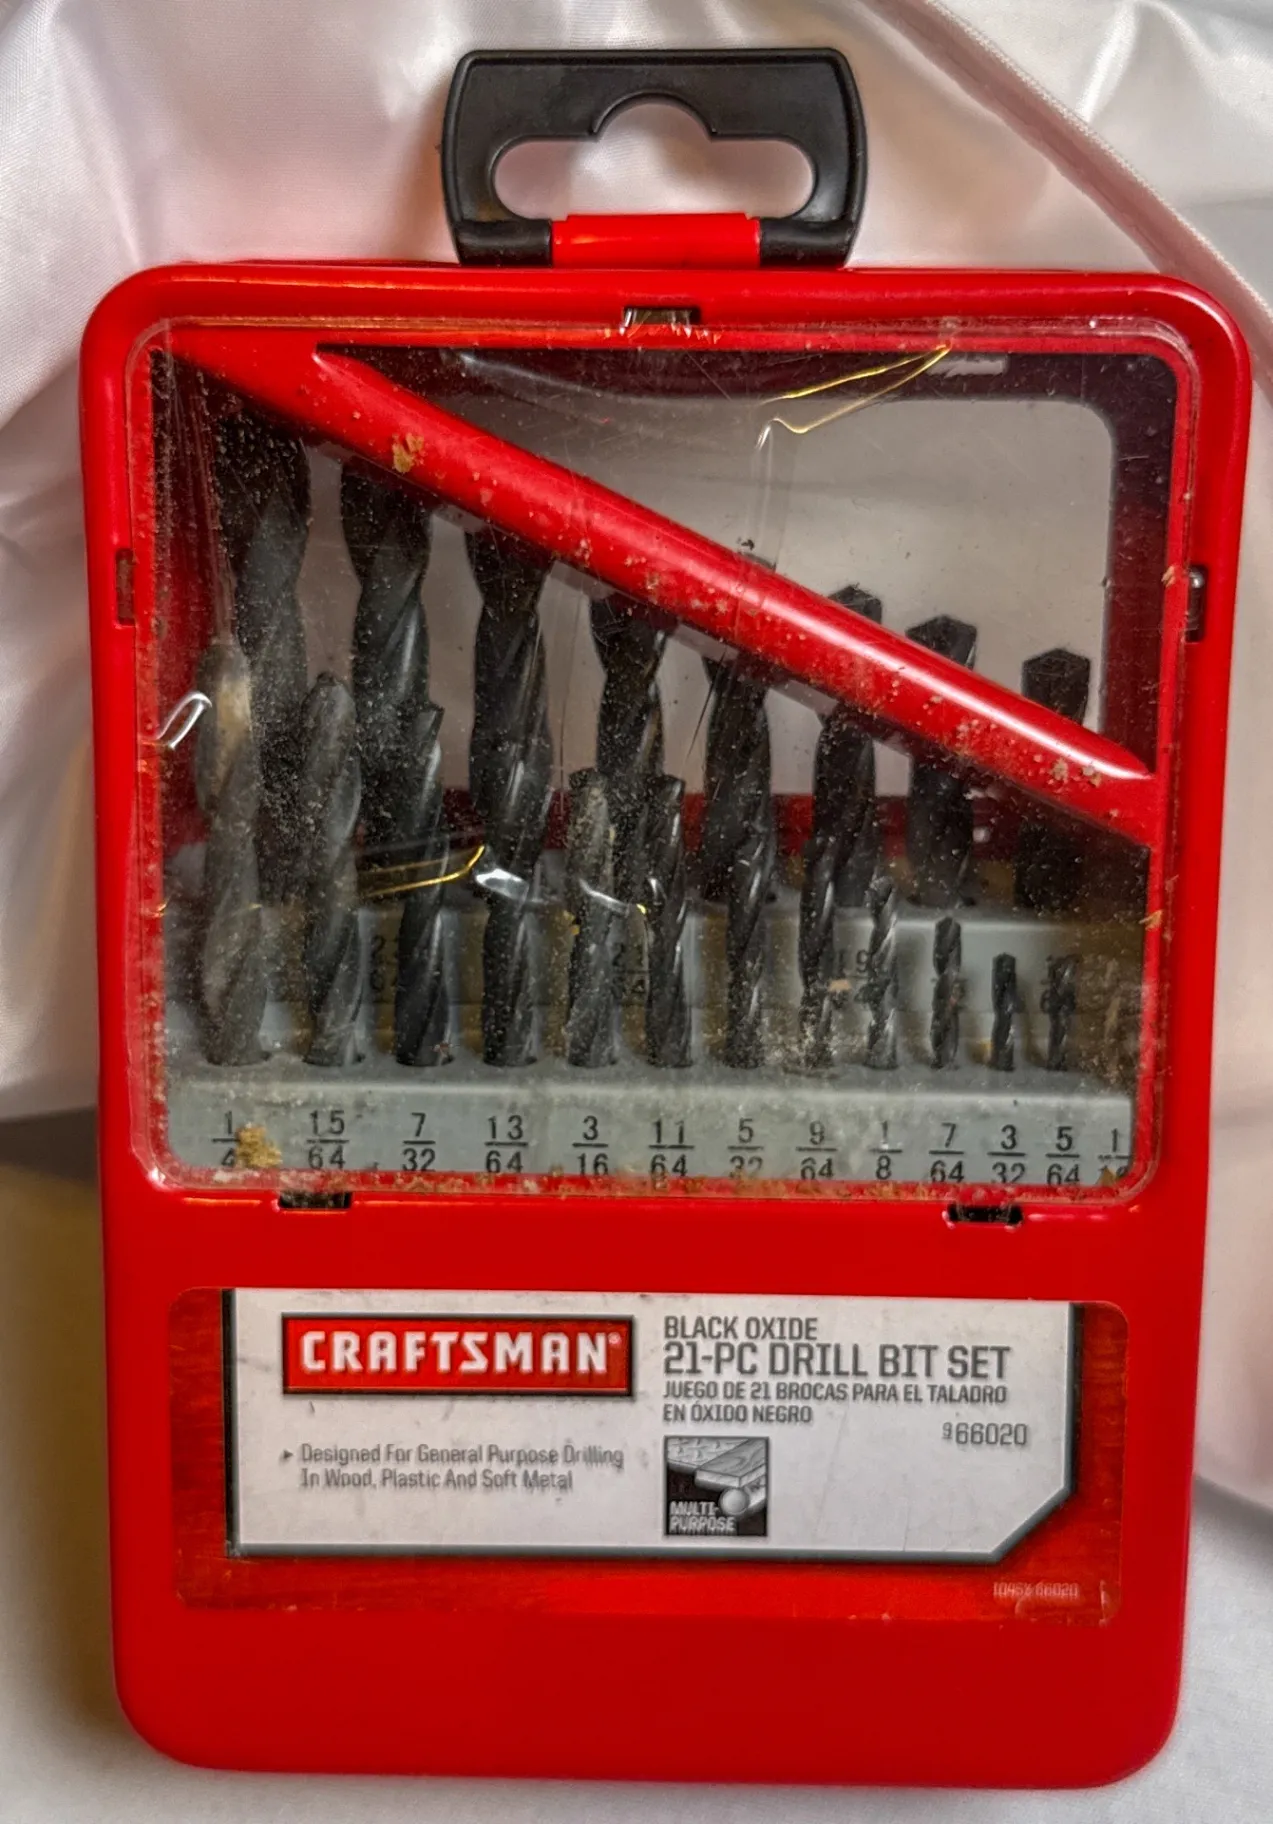 1/4 15/64 7/32 13/64 3/16 11/64 5/32 9/64 1/8 7/64 3/32 5/64
CRAFTSMAN®
BLACK OXIDE
21-PC DRILL BIT SET
JUEGO DE 21 BROCAS PARA EL TALADRO
EN ÓXIDO NEGRO
966020
▸ Designed For General Purpose Drilling
In Wood, Plastic And Soft Metal
MULTI-
PURPOSE